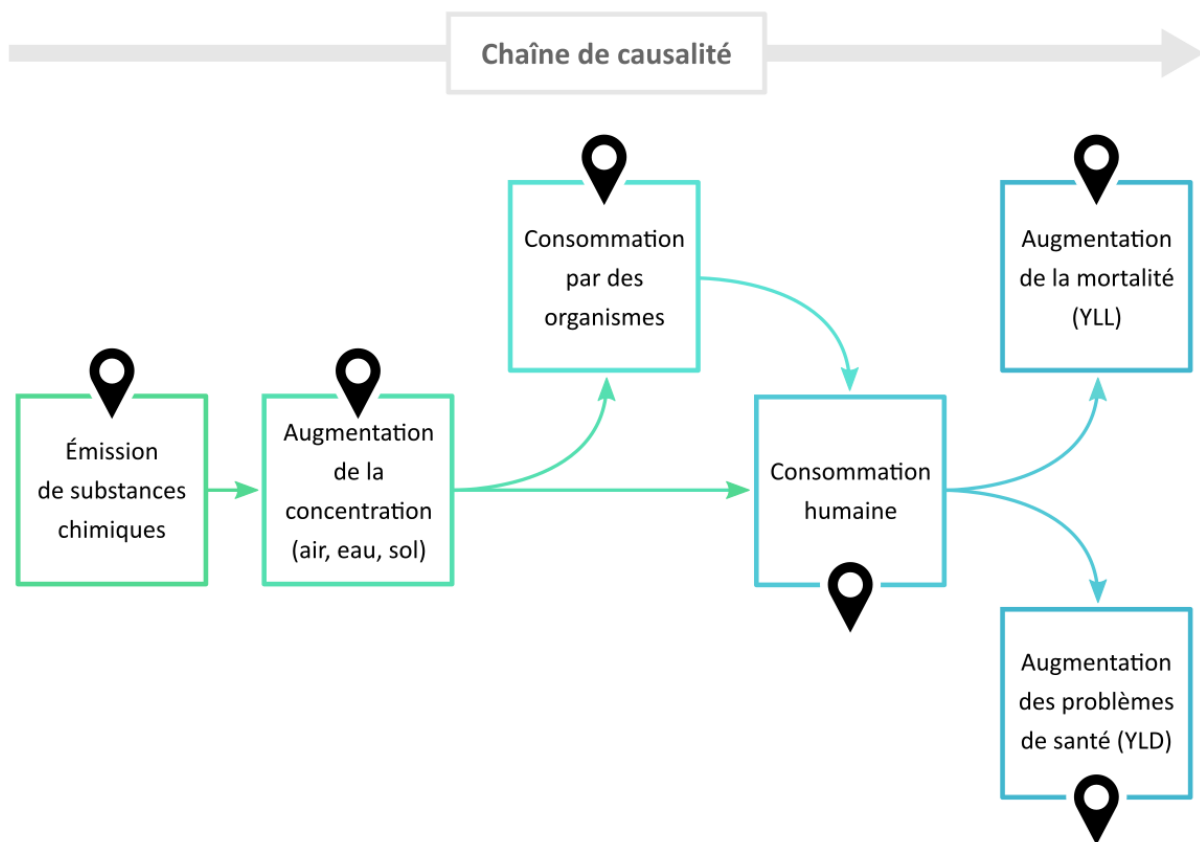 Chaîne de causalité
Émission
de substances
chimiques
Augmentation
de la
concentration
(air, eau, sol)
Consommation
par des
organismes
Consommation
humaine
Augmentation
de la mortalité
(YLL)
Augmentation
des problèmes
de santé (YLD)